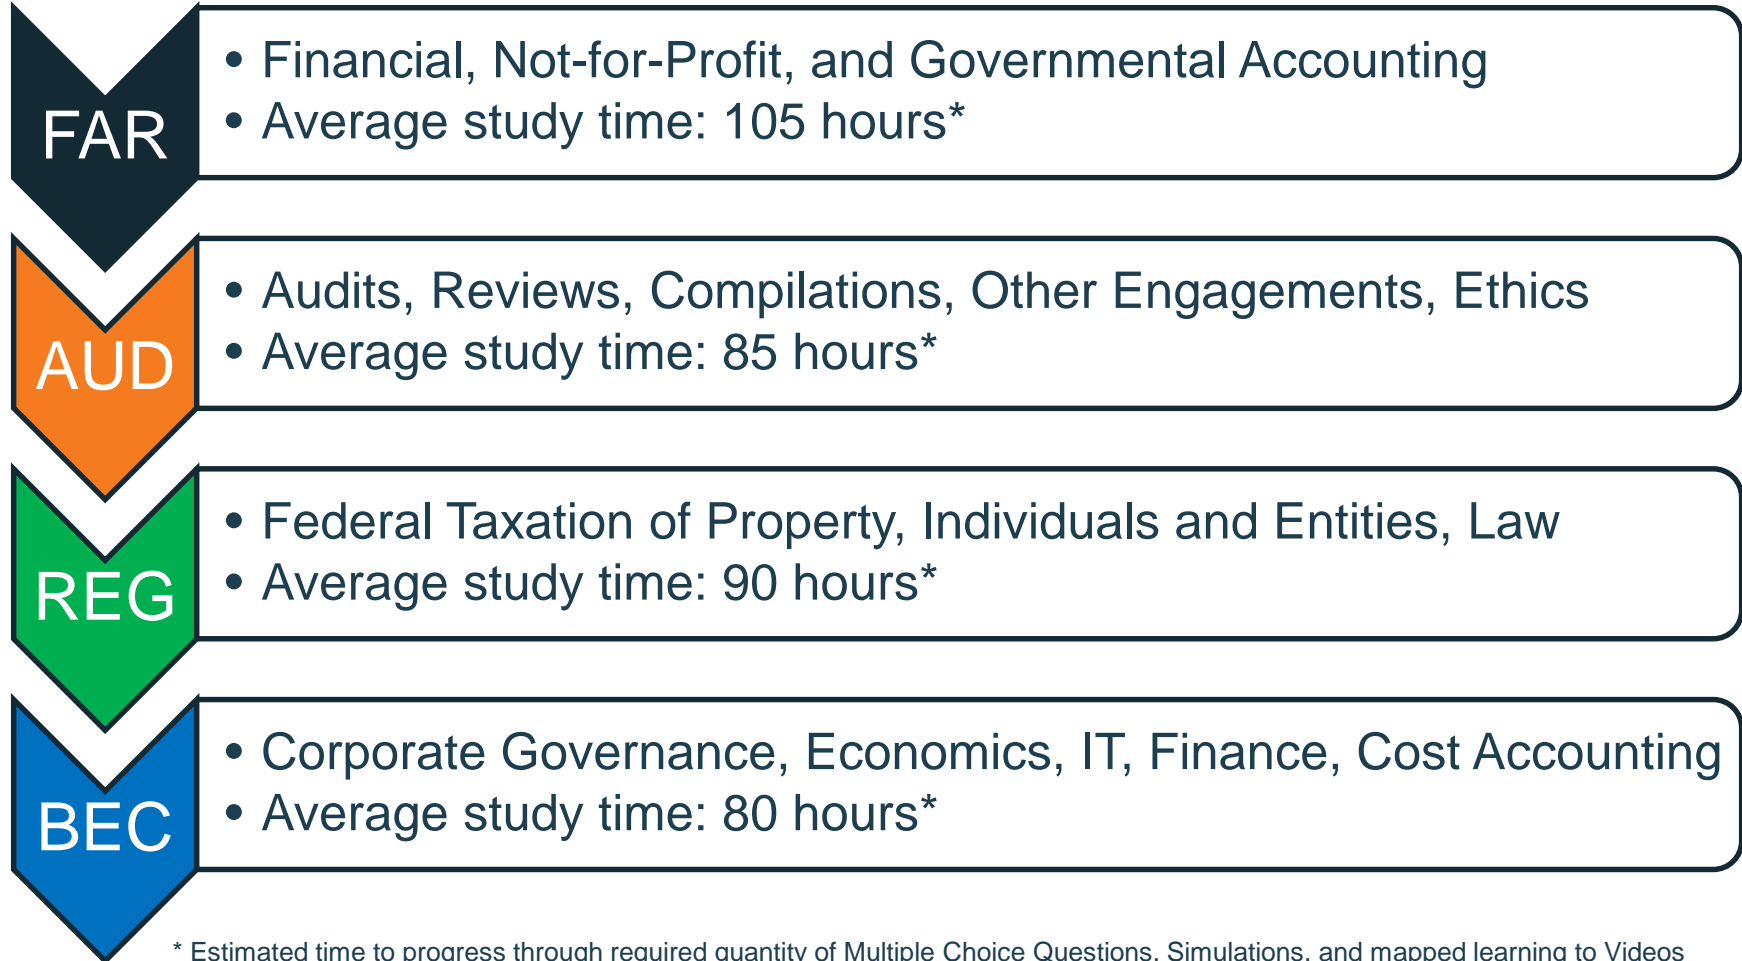 FAR
• Financial, Not-for-Profit, and Governmental Accounting
• Average study time: 105 hours*
AUD
• Audits, Reviews, Compilations, Other Engagements, Ethics
• Average study time: 85 hours*
REG
• Federal Taxation of Property, Individuals and Entities, Law
• Average study time: 90 hours*
BEC
• Corporate Governance, Economics, IT, Finance, Cost Accounting
• Average study time: 80 hours*
* Estimated time to progress through required quantity of Multiple Choice Questions, Simulations, and mapped learning to Videos